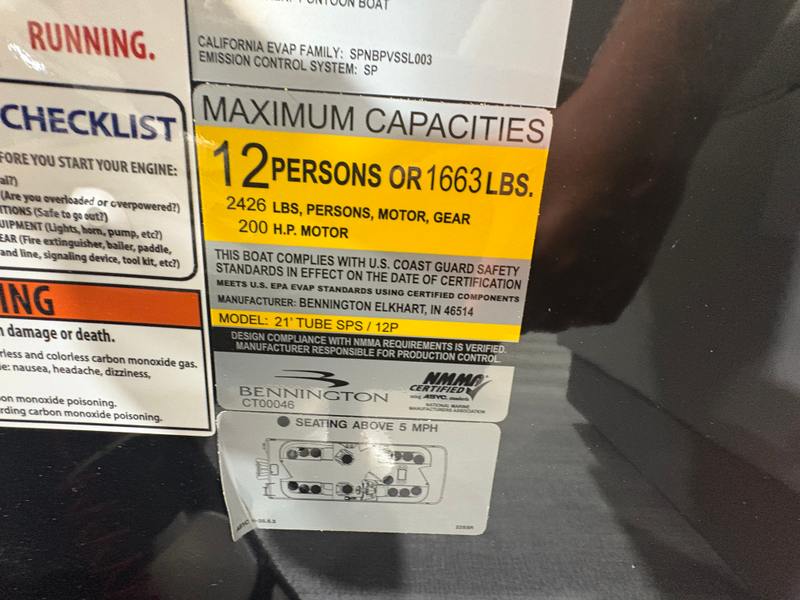 RUNNING.
CHECKLIST
FORE YOU START YOUR ENGINE:
al?)
(Are you overloaded or overpowered?)
ITIONS (Safe to go out?)
UIPMENT (Lights, horn, pump, etc?)
EAR (Fire extinguisher, bailer, paddle,
and line, signaling device, tool kit, etc?)
ING
damage or death.
rless and colorless carbon monoxide gas.
e: nausea, headache, dizziness,
on monoxide poisoning.
rding carbon monoxide poisoning.
PONTOON BOAT
CALIFORNIA EVAP FAMILY: SPNBPVSSL003
EMISSION CONTROL SYSTEM: SP
MAXIMUM CAPACITIES
12 PERSONS OR 1663 LBS.
2426 LBS, PERSONS, MOTOR, GEAR
200 H.P. MOTOR
THIS BOAT COMPLIES WITH U.S. COAST GUARD SAFETY
STANDARDS IN EFFECT ON THE DATE OF CERTIFICATION
MEETS U.S. EPA EVAP STANDARDS USING CERTIFIED COMPONENTS
MANUFACTURER: BENNINGTON ELKHART, IN 46514
MODEL: 21' TUBE SPS / 12P
DESIGN COMPLIANCE WITH NMMA REQUIREMENTS IS VERIFIED.
MANUFACTURER RESPONSIBLE FOR PRODUCTION CONTROL.
BENNINGTON
CT00046
NMMA
CERTIFIED
using ABYC models
NATIONAL MARINE
MANUFACTURERS ASSOCIATION
SEATING ABOVE 5 MPH